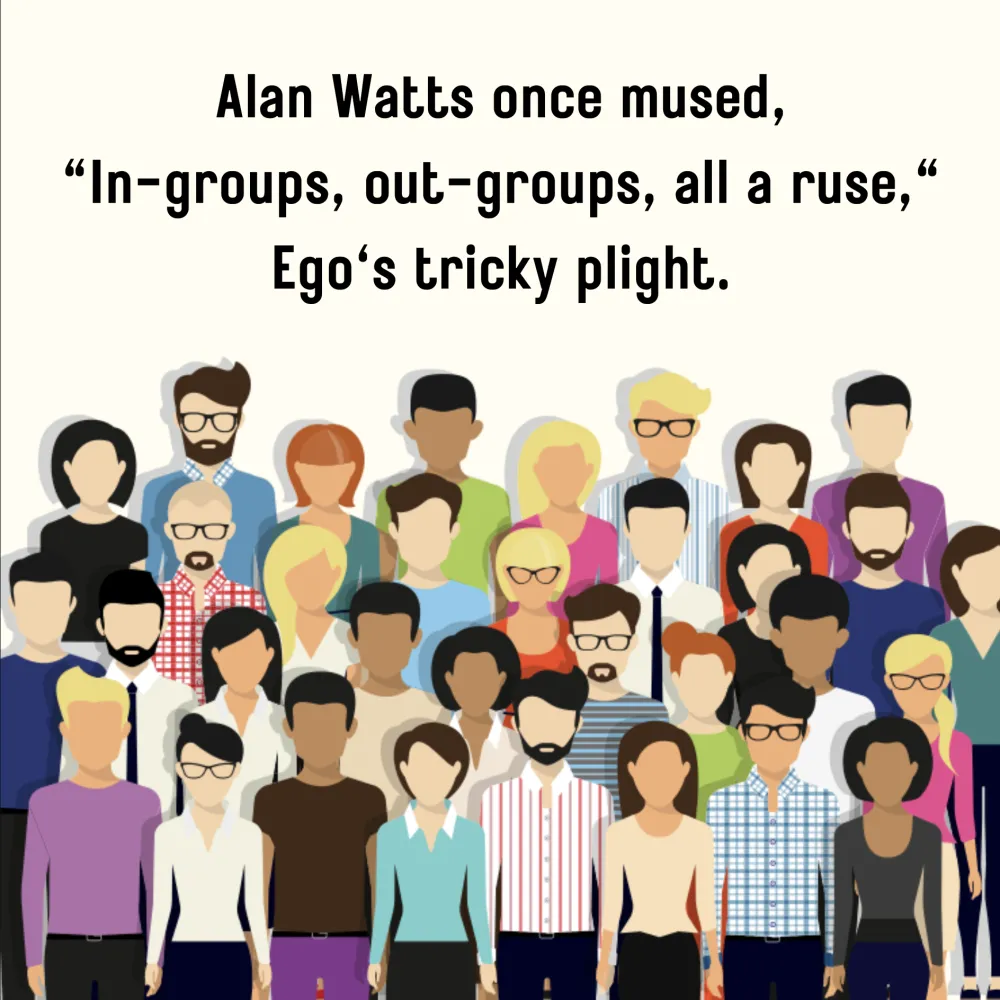 Alan Watts once mused,
“In-groups, out-groups, all a ruse,“
Ego‘s tricky plight.